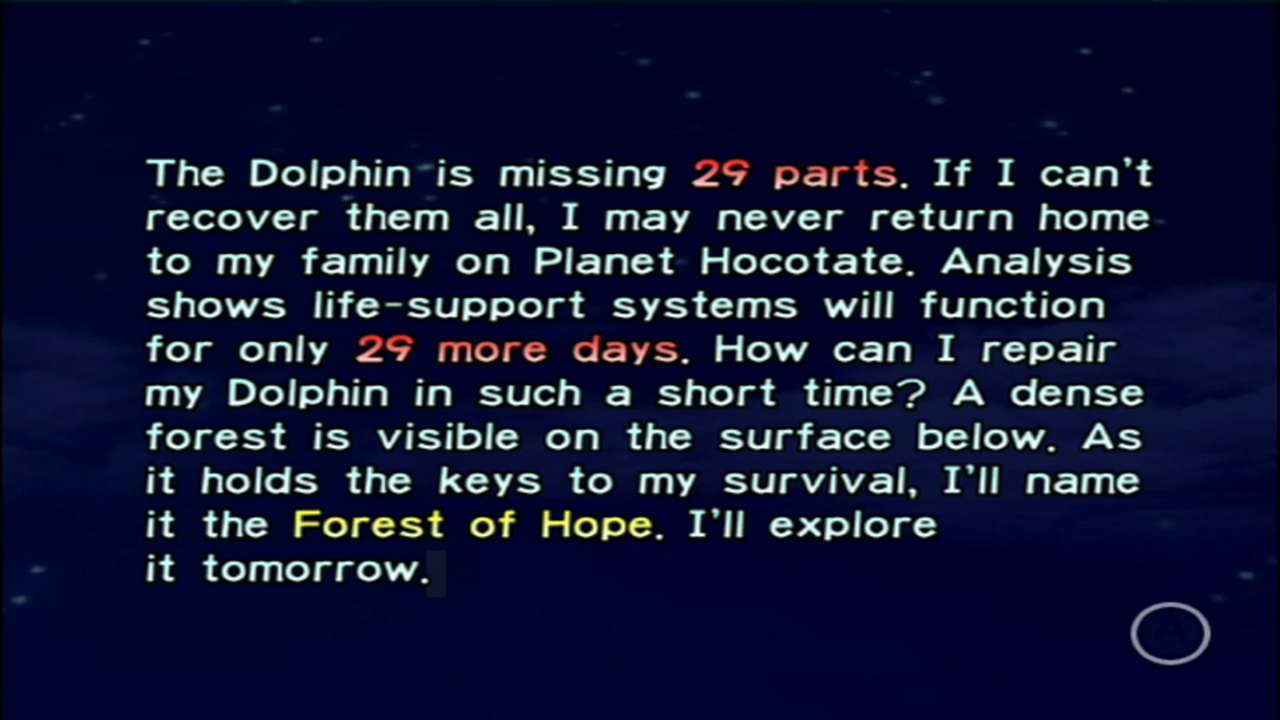 The Dolphin is missing 29 parts. If I can't
recover them all, I may never return home
to my family on Planet Hocotate. Analysis
shows life-support systems will function
for only 29 more days. How can I repair
my Dolphin in such a short time? A dense
forest is visible on the surface below. As
it holds the keys to my survival, I'll name
it the Forest of Hope. I'll explore
it tomorrow.
A